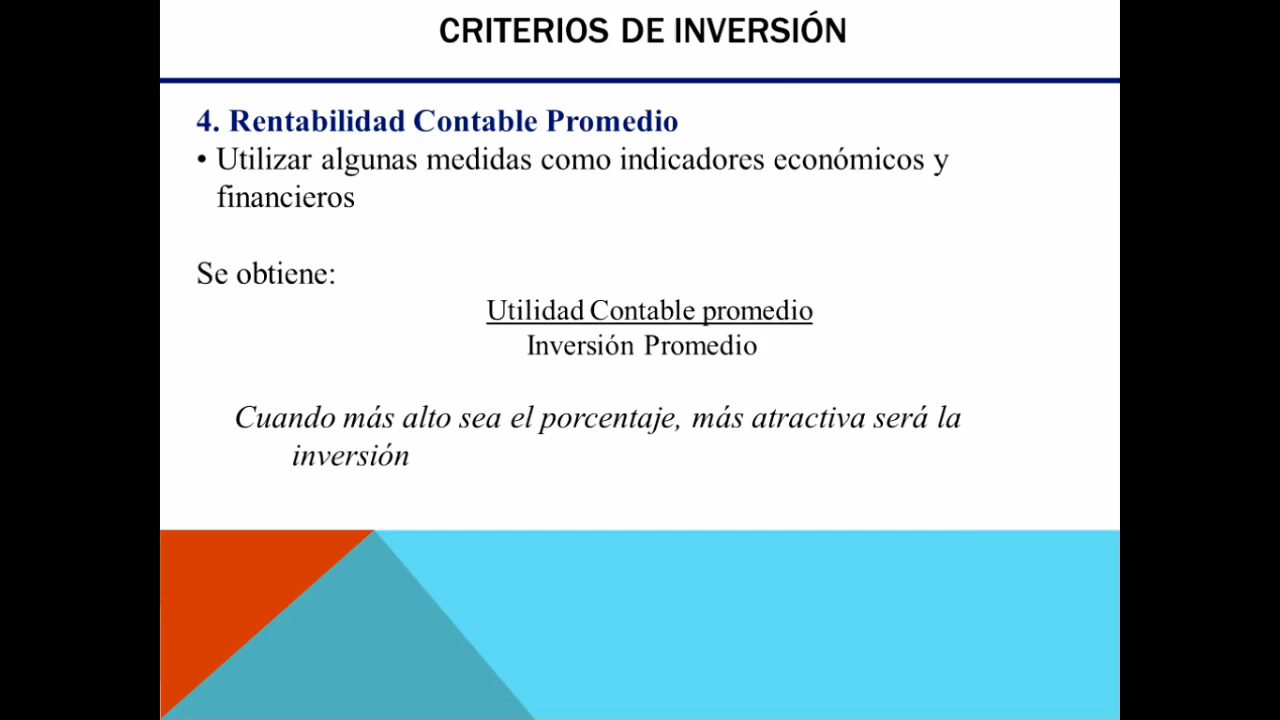 CRITERIOS DE INVERSIÓN
4. Rentabilidad Contable Promedio
• Utilizar algunas medidas como indicadores económicos y
financieros
Se obtiene:
Utilidad Contable promedio
Inversión Promedio
Cuando más alto sea el porcentaje, más atractiva será la
inversión